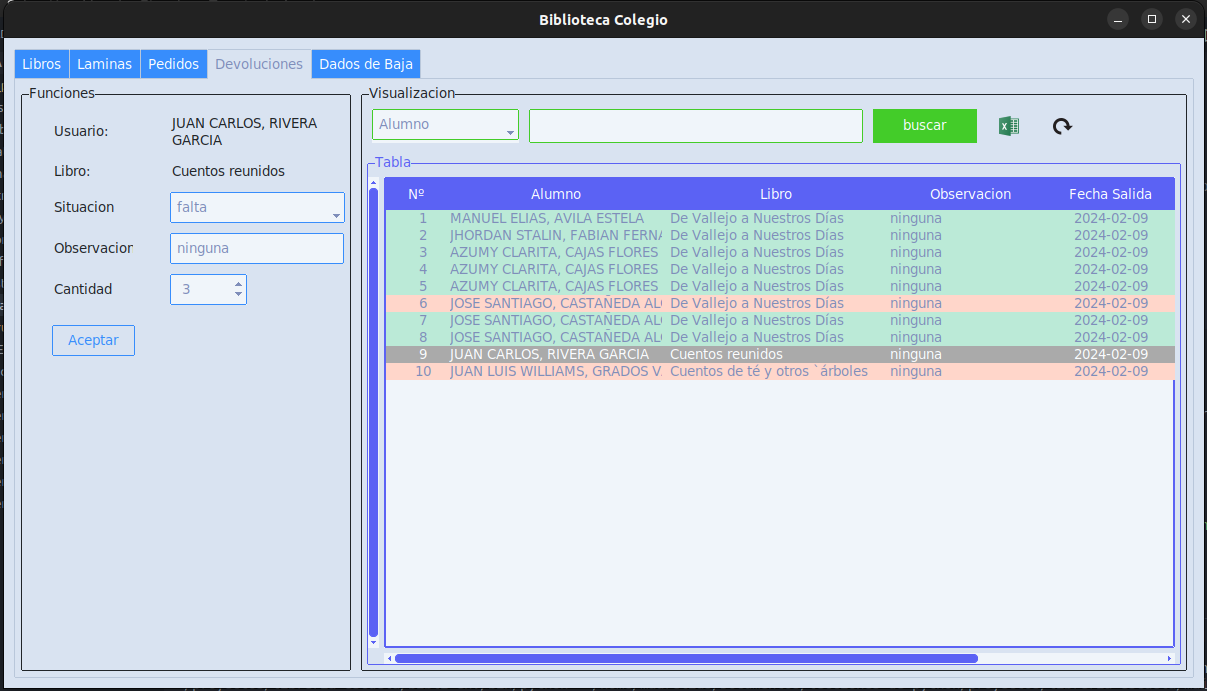 Biblioteca Colegio
Libros Laminas Pedidos Devoluciones Dados de Baja
Funciones
Usuario: JUAN CARLOS, RIVERA
GARCIA
Libro: Cuentos reunidos
Situacion falta
Observacior ninguna
Cantidad 3
Aceptar
Visualizacion
Alumno buscar
Tabla
Nº Alumno Libro Observacion Fecha Salida
1 MANUEL ELIAS, AVILA ESTELA De Vallejo a Nuestros Días ninguna 2024-02-09
2 JHORDAN STALIN, FABIAN FERNA De Vallejo a Nuestros Días ninguna 2024-02-09
3 AZUMY CLARITA, CAJAS FLORES De Vallejo a Nuestros Días ninguna 2024-02-09
4 AZUMY CLARITA, CAJAS FLORES De Vallejo a Nuestros Días ninguna 2024-02-09
5 AZUMY CLARITA, CAJAS FLORES De Vallejo a Nuestros Días ninguna 2024-02-09
6 JOSE SANTIAGO, CASTAÑEDA AL De Vallejo a Nuestros Días ninguna 2024-02-09
7 JOSE SANTIAGO, CASTAÑEDA AL De Vallejo a Nuestros Días ninguna 2024-02-09
8 JOSE SANTIAGO, CASTAÑEDA AL De Vallejo a Nuestros Días ninguna 2024-02-09
9 JUAN CARLOS, RIVERA GARCIA Cuentos reunidos ninguna 2024-02-09
10 JUAN LUIS WILLIAMS, GRADOS V Cuentos de té y otros `árboles ninguna 2024-02-09